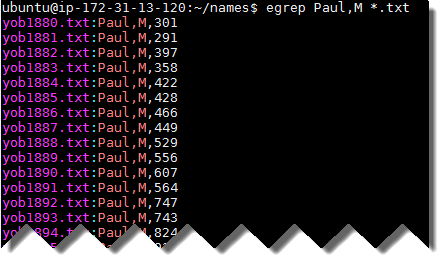 ubuntu@ip-172-31-13-120:~/names$ egrep Paul,M *.txt
yob1880.txt:Paul,M,301
yob1881.txt:Paul,M,291
yob1882.txt:Paul,M,397
yob1883.txt:Paul,M,358
yob1884.txt:Paul,M,422
yob1885.txt:Paul,M,428
yob1886.txt:Paul,M,466
yob1887.txt:Paul,M,449
yob1888.txt:Paul,M,529
yob1889.txt:Paul,M,556
yob1890.txt:Paul,M,607
yob1891.txt:Paul,M,564
yob1892.txt:Paul,M,747
yob1893.txt:Paul,M,743
yob1894.txt:Paul,M,824